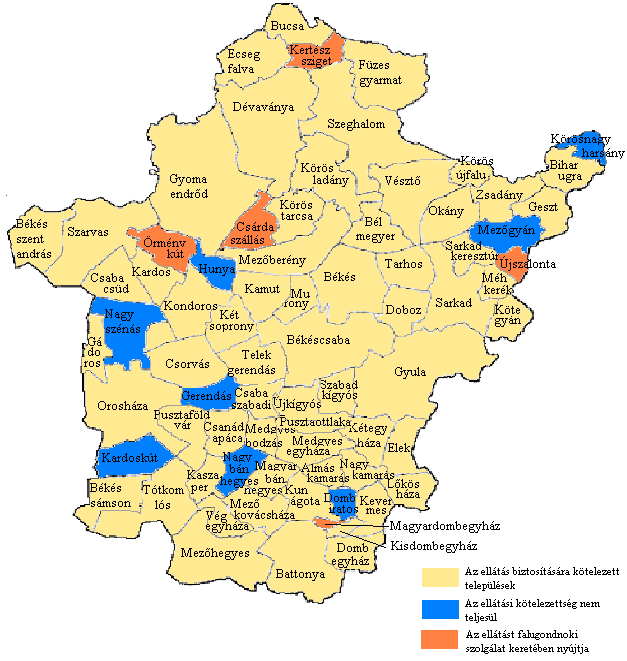 Bucsa
Kertész
sziget
Ecseg
falva
Füzes
gyarmat
Dévaványa
Szeghalom
Körösnagy
harsány
Bihar
ugra
Körös
újfalu
Körös
ladány
Vésztő
Zsadány
Geszt
Gyoma
endrőd
Körös
tarcsa
Okány
Békés
szent
andrás
Szarvas
Csárda
szállás
Bél
megyer
Mezőgyán
Örmény
kút
Sarkad
keresztúr
Kardos
Hunya
Mezőberény
Tarhos
Újszalonta
Csaba
csüd
Kamut
Mu
rony
Békés
Méh
kerék
Kondoros
Doboz
Sarkad
Köte
gyán
Nagy
szénás
Két
soprony
Békéscsaba
Gá
do
ros
Csorvás
Telek
gerendás
Gyula
Orosháza
Gerendás
Csaba
szabadi
Szabad
kígyós
Újkígyós
Pusztaföld
vár
Csanád
apáca
Medgyes
bodzás
Pusztaottlaka
Kétegy
háza
Medgyes
egyháza
Elek
Kardoskút
Nagy
bán
hegyes
Magyar
bán
hegyes
Almás
kamarás
Nagy
kamarás
Lőkös
háza
Békés
sámson
Tótkom
lós
Kasza
per
Kun
ágota
Domb
iratos
Kever
mes
Mező
kovácsháza
Vég
egyháza
Magyardombegyház
Kisdombegyház
Mezőhegyes
Domb
egyház
Battonya
Az ellátás biztosítására kötelezett
települések
Az ellátási kötelezettség nem
teljesül
Az ellátást falugondnoki
szolgálat keretében nyújtja